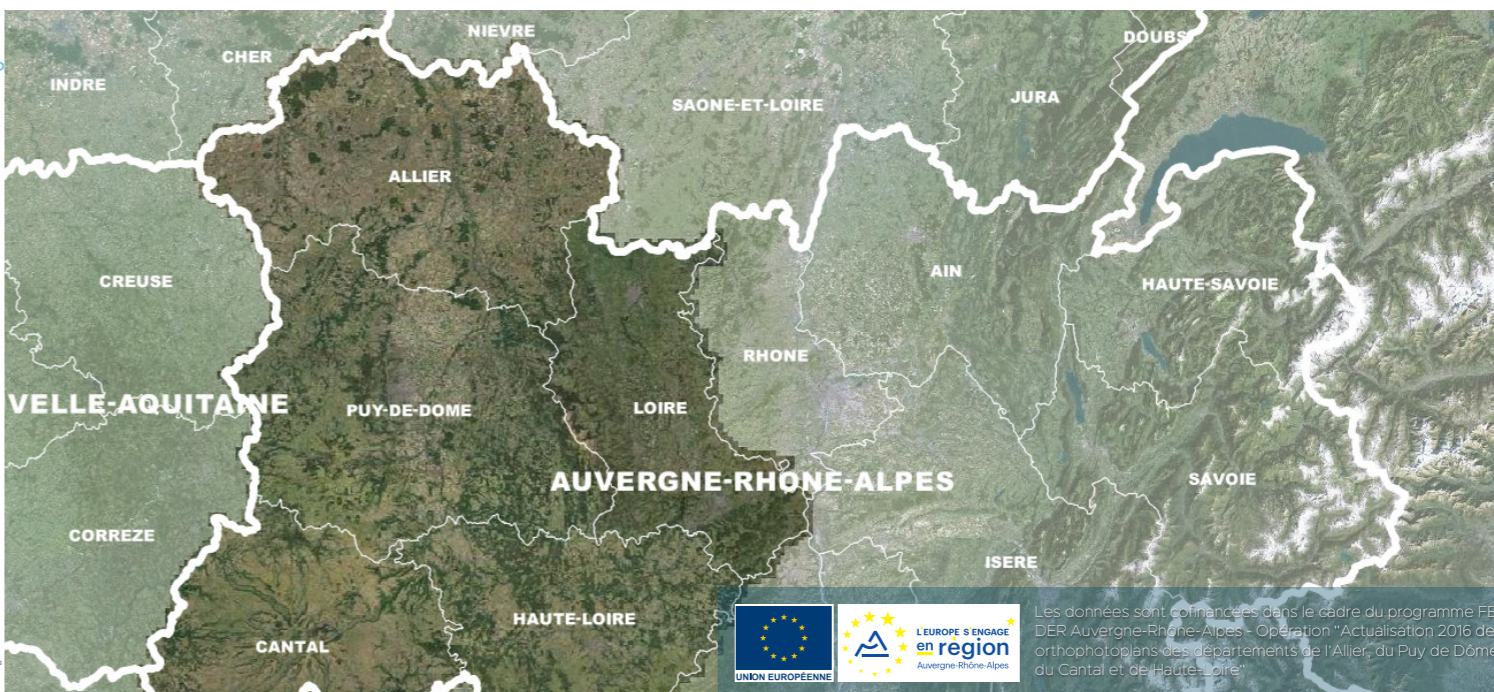 NIEVRE
DOUBS
CHER
INDRE
JURA
SAONE-ET-LOIRE
ALLIER
CREUSE
AIN
HAUTE-SAVOIE
RHONE
VELLE-AQUITAINE
PUY-DE-DOME
LOIRE
AUVERGNE-RHONE-ALPES
SAVOIE
CORREZE
ISERE
HAUTE-LOIRE
CANTAL
UNION EUROPÉENNE
L'EUROPE S'ENGAGE
en région
Auvergne-Rhône-Alpes
Les données sont cofinancées dans le cadre du programme FE
DER Auvergne-Rhône-Alpes - Opération "Actualisation 2016 de
orthophotoplans des départements de l'Allier, du Puy de Dôme
du Cantal et de Haute-Loire"